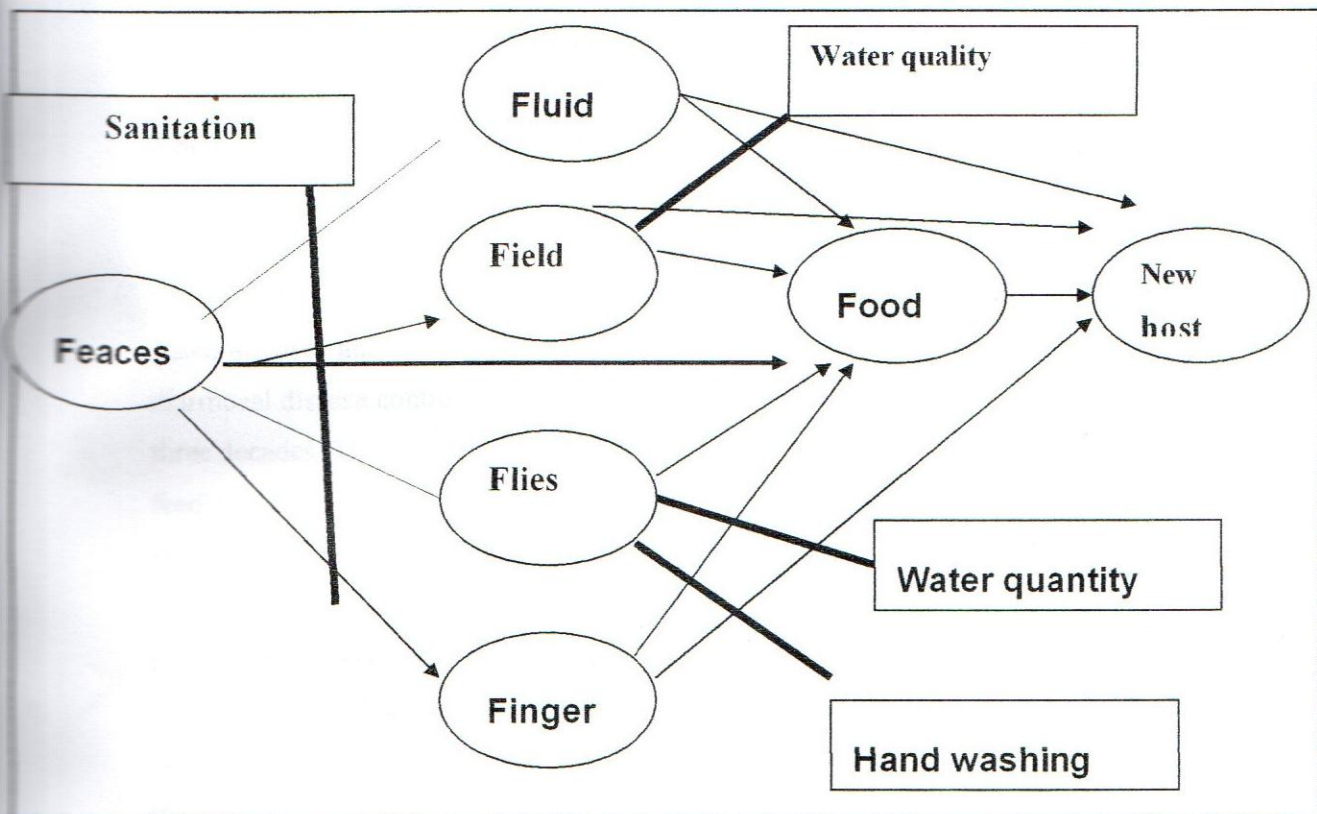 Water quality
Fluid
Sanitation
Field
New
host
Food
Feaces
Flies
Water quantity
Finger
Hand washing